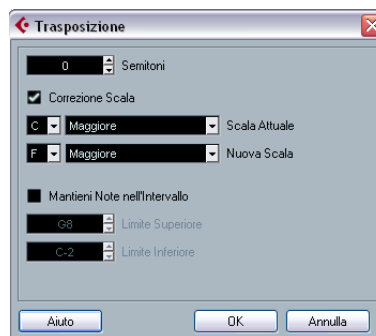 Trasposizione
0 Semitoni
Correzione Scala
C Maggiore Scala Attuale
F Maggiore Nuova Scala
Mantieni Note nell'Intervallo
G8 Limite Superiore
C-2 Limite Inferiore
Aiuto OK Annulla